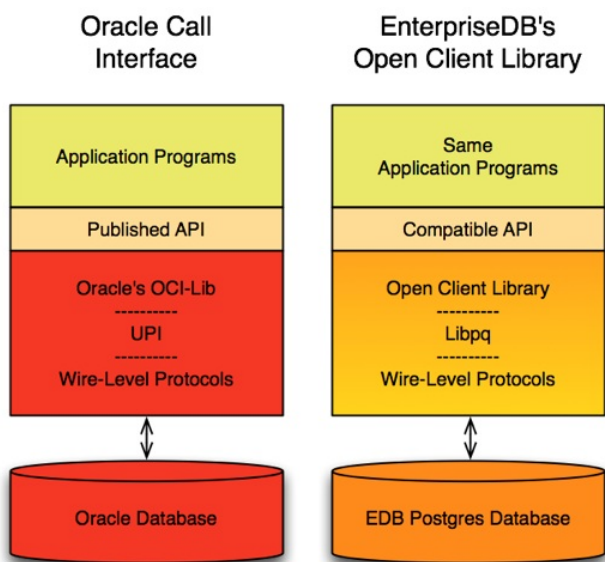 Oracle Call
Interface
Application Programs
Published API
Oracle's OCI-Lib
----------
UPI
----------
Wire-Level Protocols
Oracle Database
EnterpriseDB's
Open Client Library
Same
Application Programs
Compatible API
Open Client Library
----------
Libpq
----------
Wire-Level Protocols
EDB Postgres Database